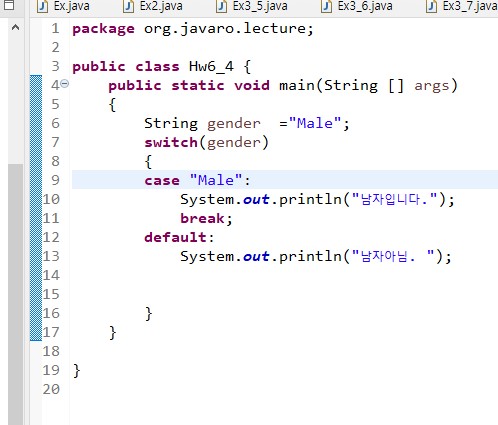 Ex.java Ex2.java Ex3_5.java Ex3_6.java Ex3_7.java
1 package org.javaro.lecture;
2
3 public class Hw6_4 {
4 public static void main(String [] args)
5 {
6 String gender  ="Male";
7 switch(gender)
8 {
9 case "Male":
10 System.out.println("남자입니다.");
11 break;
12 default:
13 System.out.println("남자아님. ");
14
15
16 }
17 }
18
19 }
20